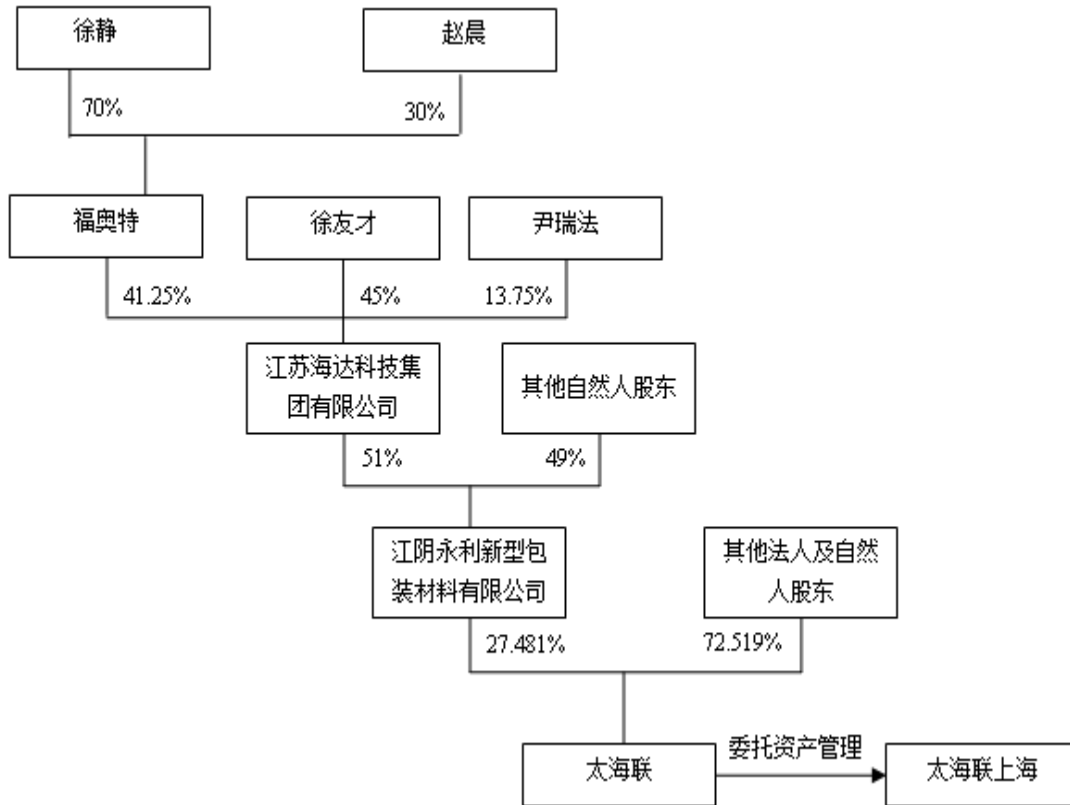 徐静
赵晨
70%
30%
福奥特
徐友才
尹瑞法
41.25%
45%
13.75%
江苏海达科技集
团有限公司
其他自然人股东
51%
49%
江阴永利新型包
装材料有限公司
其他法人及自然
人股东
27.481%
72.519%
太海联
委托资产管理
太海联上海